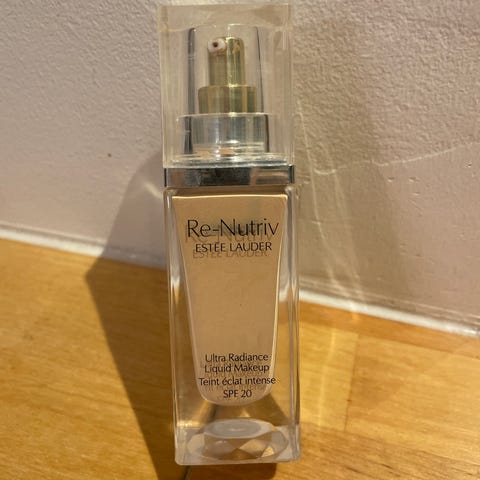 Re-Nutriv
ESTĒE LAUDER
Ultra Radiance
Liquid Makeup
Teint éclat intense
SPF 20